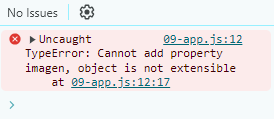 No Issues
Uncaught 09-app.js:12
TypeError: Cannot add property
imagen, object is not extensible
at 09-app.js:12:17